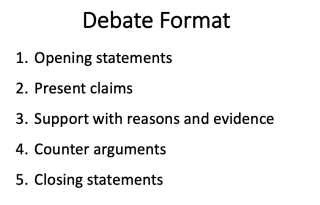 Debate Format
1. Opening statements
2. Present claims
3. Support with reasons and evidence
4. Counter arguments
5. Closing statements